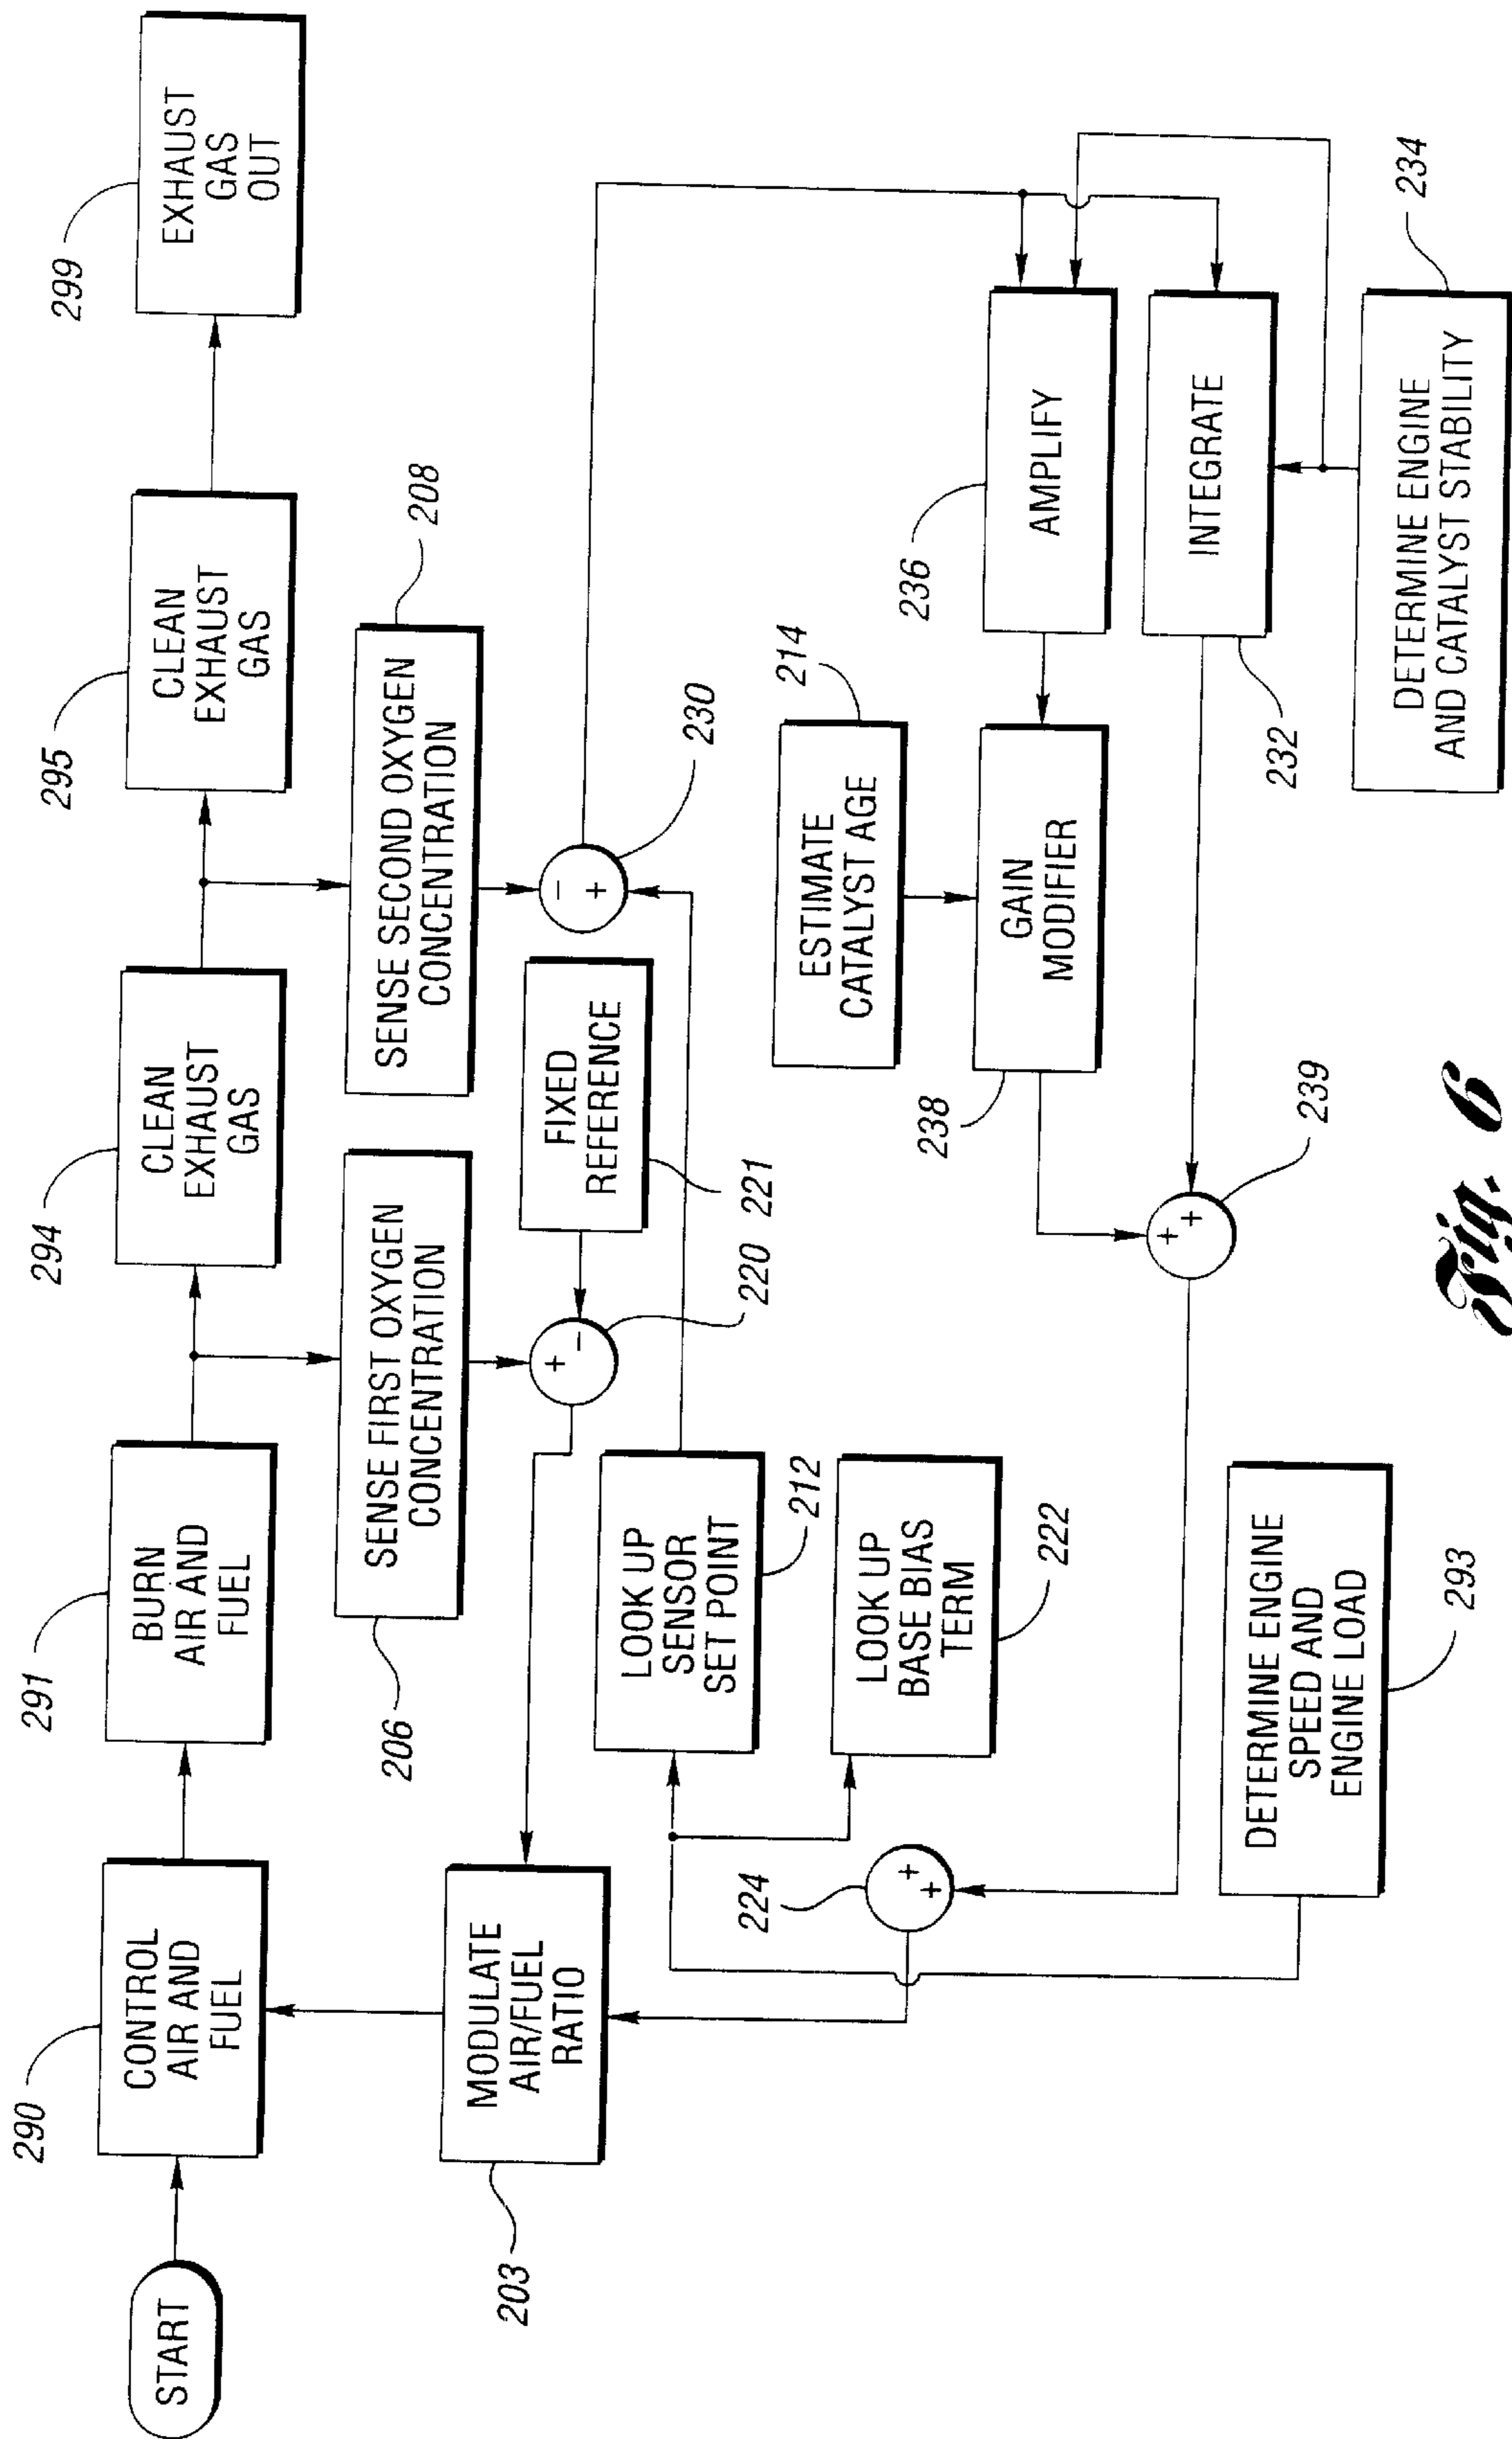 START
290
CONTROL
AIR AND
FUEL
291
BURN
AIR AND
FUEL
294
CLEAN
EXHAUST
GAS
295
CLEAN
EXHAUST
GAS
299
EXHAUST
GAS
OUT
203
MODULATE
AIR/FUEL
RATIO
206
SENSE FIRST OXYGEN
CONCENTRATION
208
SENSE SECOND OXYGEN
CONCENTRATION
FIXED
REFERENCE
221
+
−
220
−
+
230
LOOK UP
SENSOR
SET POINT
212
LOOK UP
BASE BIAS
TERM
222
224
+
+
ESTIMATE
CATALYST AGE
214
236
AMPLIFY
GAIN
MODIFIER
238
INTEGRATE
232
+
+
239
DETERMINE ENGINE
SPEED AND
ENGINE LOAD
293
DETERMINE ENGINE
AND CATALYST STABILITY
234
Fig. 6